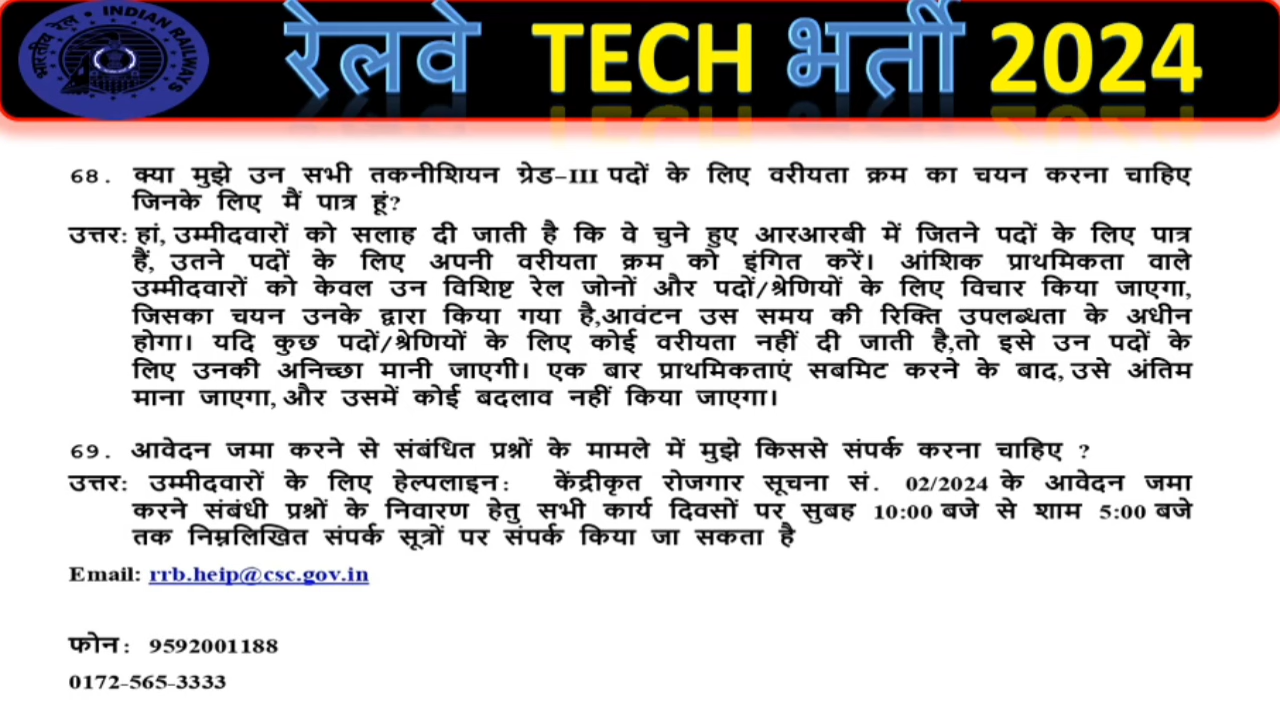 भारतीय रेल INDIAN RAILWAYS
रेलवे TECH भर्ती 2024
68. क्या मुझे उन सभी तकनीशियन ग्रेड-III पदों के लिए वरीयता क्रम का चयन करना चाहिए
जिनके लिए मैं पात्र हूं?
उत्तर: हां, उम्मीदवारों को सलाह दी जाती है कि वे चुने हुए आरआरबी में जितने पदों के लिए पात्र
हैं, उतने पदों के लिए अपनी वरीयता क्रम को इंगित करें। आंशिक प्राथमिकता वाले
उम्मीदवारों को केवल उन विशिष्ट रेल जोनों और पदों/श्रेणियों के लिए विचार किया जाएगा,
जिसका चयन उनके द्वारा किया गया है,आवंटन उस समय की रिक्ति उपलब्धता के अधीन
होगा। यदि कुछ पदों/श्रेणियों के लिए कोई वरीयता नहीं दी जाती है,तो इसे उन पदों के
लिए उनकी अनिच्छा मानी जाएगी। एक बार प्राथमिकताएं सबमिट करने के बाद, उसे अंतिम
माना जाएगा, और उसमें कोई बदलाव नहीं किया जाएगा।
69. आवेदन जमा करने से संबंधित प्रश्नों के मामले में मुझे किससे संपर्क करना चाहिए ?
उत्तर: उम्मीदवारों के लिए हेल्पलाइन: केंद्रीकृत रोजगार सूचना सं. 02/2024 के आवेदन जमा
करने संबंधी प्रश्नों के निवारण हेतु सभी कार्य दिवसों पर सुबह 10:00 बजे से शाम 5:00 बजे
तक निम्नलिखित संपर्क सूत्रों पर संपर्क किया जा सकता है
Email: rrb.heip@csc.gov.in
फोन: 9592001188
0172-565-3333